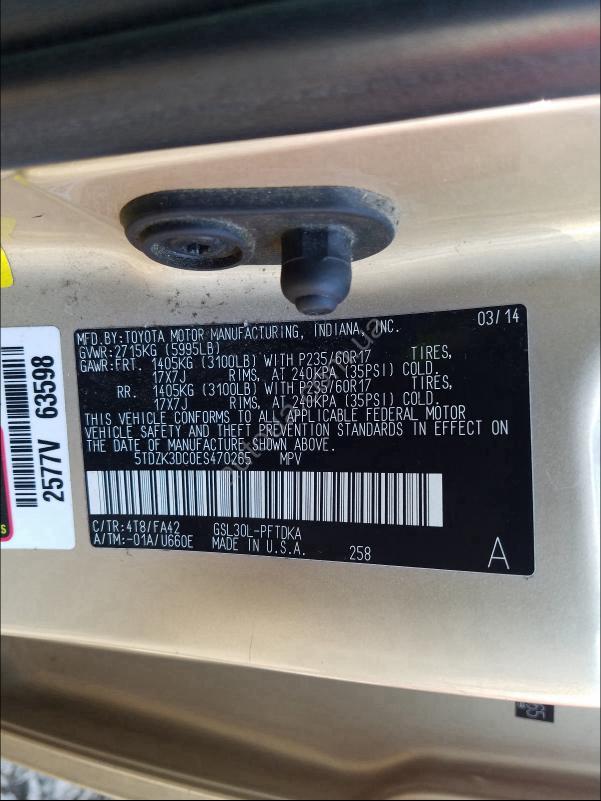 MFD.BY:TOYOTA MOTOR MANUFACTURING, INDIANA, INC. 03/14
GVWR:2715KG (5995LB)
GAWR:FRT. 1405KG (3100LB) WITH P235/60R17 TIRES,
17X7J RIMS, AT 240KPA (35PSI) COLD.
RR. 1405KG (3100LB) WITH P235/60R17 TIRES,
17X7J RIMS, AT 240KPA (35PSI) COLD.
THIS VEHICLE CONFORMS TO ALL APPLICABLE FEDERAL MOTOR
VEHICLE SAFETY AND THEFT PREVENTION STANDARDS IN EFFECT ON
THE DATE OF MANUFACTURE SHOWN ABOVE.
5TDZK3DC0ES470265 MPV
C/TR:4T8/FA42 GSL30L-PFTDKA
A/TM:-01A/U660E MADE IN U.S.A. 258 A
2577V 63598